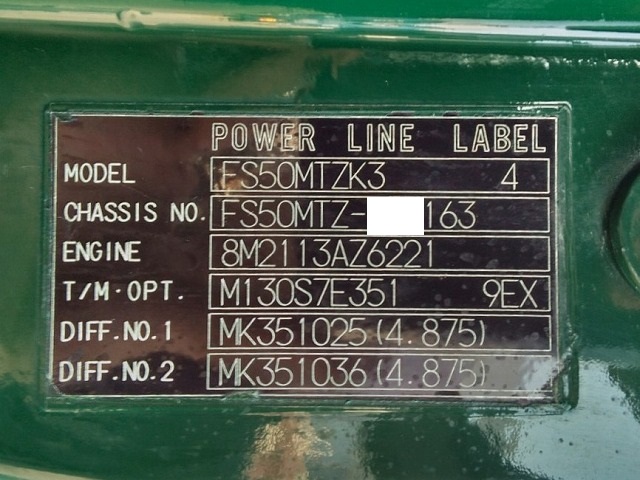 POWER LINE LABEL
MODEL FS50MTZK3 4
CHASSIS NO. FS50MTZ- 163
ENGINE 8M2113AZ6221
T/M·OPT. M130S7E351 9EX
DIFF.NO.1 MK351025(4.875)
DIFF.NO.2 MK351036(4.875)